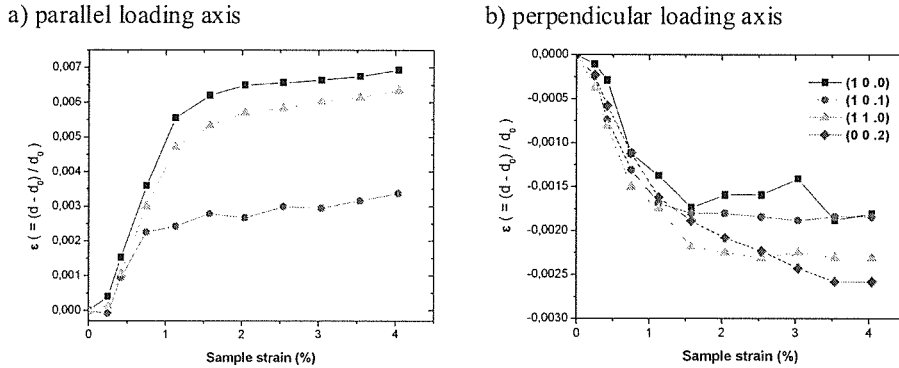 a) parallel loading axis
0,007
0,006
0,005
0,004
0,003
0,002
0,001
0,000
ε ( = (d - d₀) / d₀ )
0 1 2 3 4
Sample strain (%)
b) perpendicular loading axis
0,0000
-0,0005
-0,0010
-0,0015
-0,0020
-0,0025
-0,0030
ε ( = (d - d₀) / d₀ )
(1 0 .0)
(1 0 .1)
(1 1 .0)
(0 0 .2)
0 1 2 3 4
Sample strain (%)